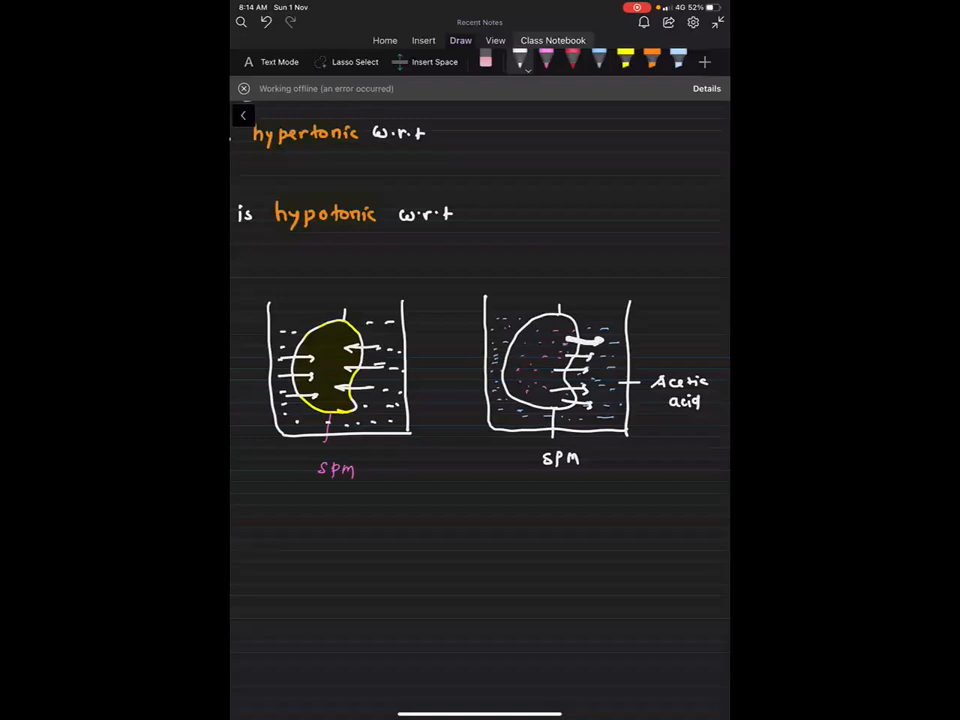 8:14 AM Sun 1 Nov
4G 52%
Recent Notes
Home Insert Draw View Class Notebook
A Text Mode Lasso Select Insert Space
Working offline (an error occurred) Details
hypertonic w.r.t
is hypotonic w.r.t
Acetic
acid
SPM
SPM